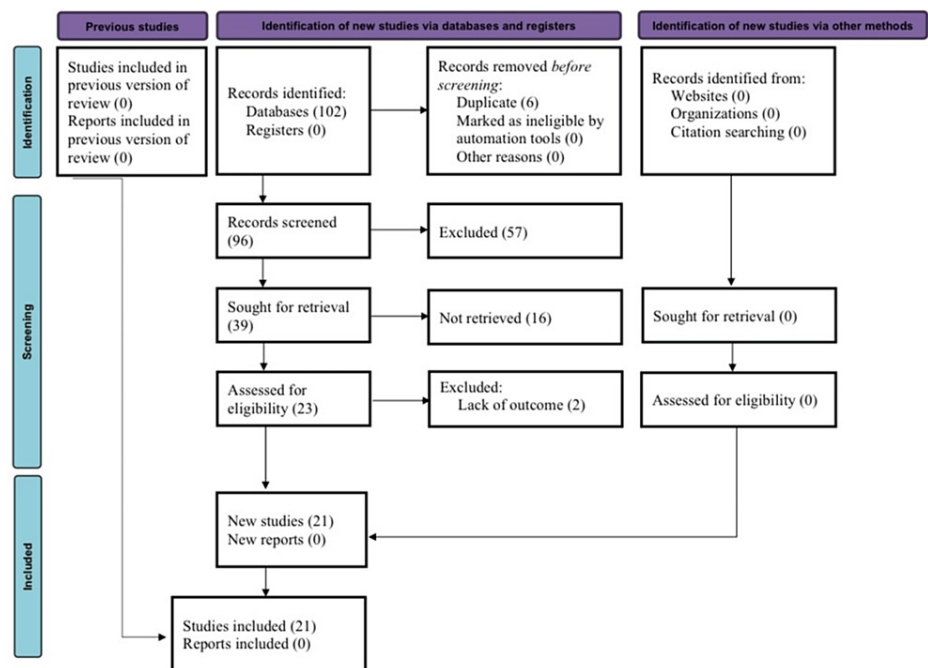 Previous studies
Identification of new studies via databases and registers
Identification of new studies via other methods
Identification
Studies included in
previous version of
review (0)
Reports included in
previous version of
review (0)
Records identified:
Databases (102)
Registers (0)
Records removed before
screening:
Duplicate (6)
Marked as ineligible by
automation tools (0)
Other reasons (0)
Records identified from:
Websites (0)
Organizations (0)
Citation searching (0)
Screening
Records screened
(96)
Excluded (57)
Sought for retrieval
(39)
Not retrieved (16)
Sought for retrieval (0)
Assessed for
eligibility (23)
Excluded:
Lack of outcome (2)
Assessed for eligibility (0)
Included
New studies (21)
New reports (0)
Studies included (21)
Reports included (0)